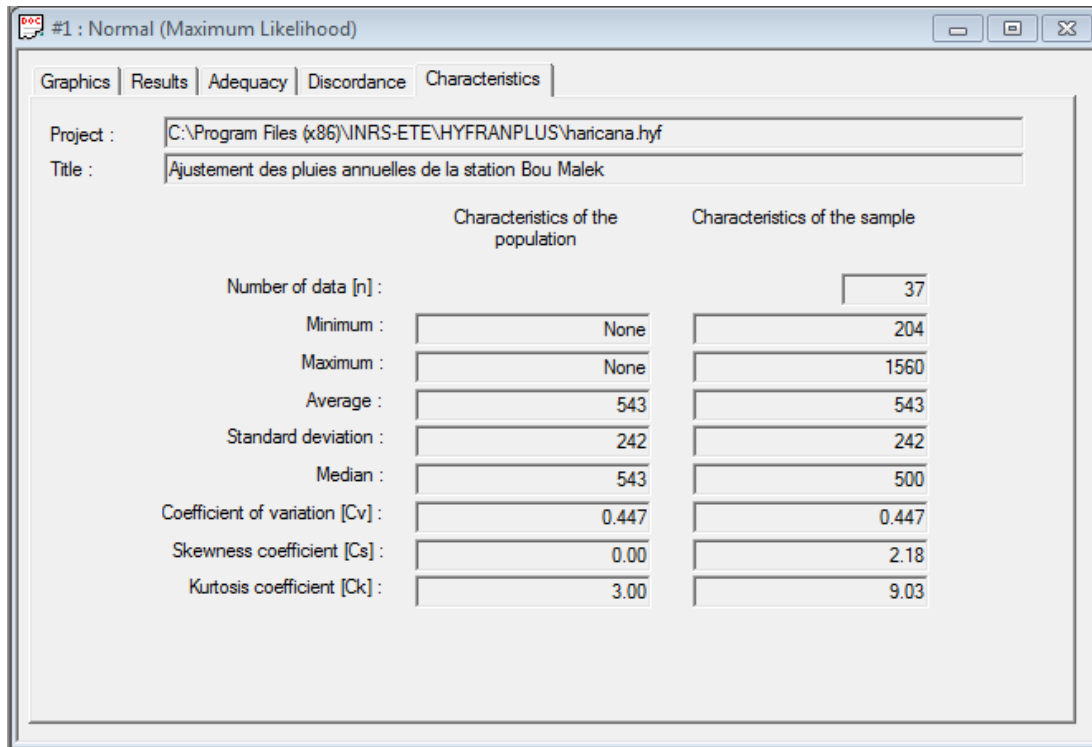 #1 : Normal (Maximum Likelihood)
Graphics Results Adequacy Discordance Characteristics
Project : C:\Program Files (x86)\INRS-ETE\HYFRANPLUS\haricana.hyf
Title : Ajustement des pluies annuelles de la station Bou Malek
Characteristics of the Characteristics of the sample
population
Number of data [n] : 37
Minimum : None 204
Maximum : None 1560
Average : 543 543
Standard deviation : 242 242
Median : 543 500
Coefficient of variation [Cv] : 0.447 0.447
Skewness coefficient [Cs] : 0.00 2.18
Kurtosis coefficient [Ck] : 3.00 9.03